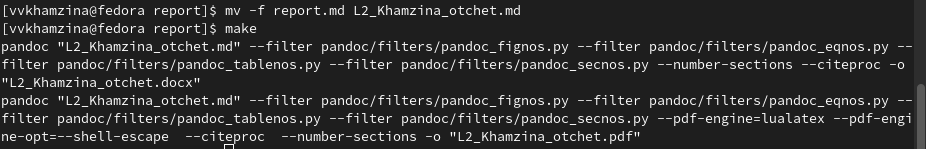 [vvkhamzina@fedora report]$ mv -f report.md L2_Khamzina_otchet.md
[vvkhamzina@fedora report]$ make
pandoc "L2_Khamzina_otchet.md" --filter pandoc/filters/pandoc_fignos.py --filter pandoc/filters/pandoc_eqnos.py --
filter pandoc/filters/pandoc_tablenos.py --filter pandoc/filters/pandoc_secnos.py --number-sections --citeproc -o
"L2_Khamzina_otchet.docx"
pandoc "L2_Khamzina_otchet.md" --filter pandoc/filters/pandoc_fignos.py --filter pandoc/filters/pandoc_eqnos.py --
filter pandoc/filters/pandoc_tablenos.py --filter pandoc/filters/pandoc_secnos.py --pdf-engine=lualatex --pdf-engi
ne-opt=--shell-escape  --citeproc  --number-sections -o "L2_Khamzina_otchet.pdf"